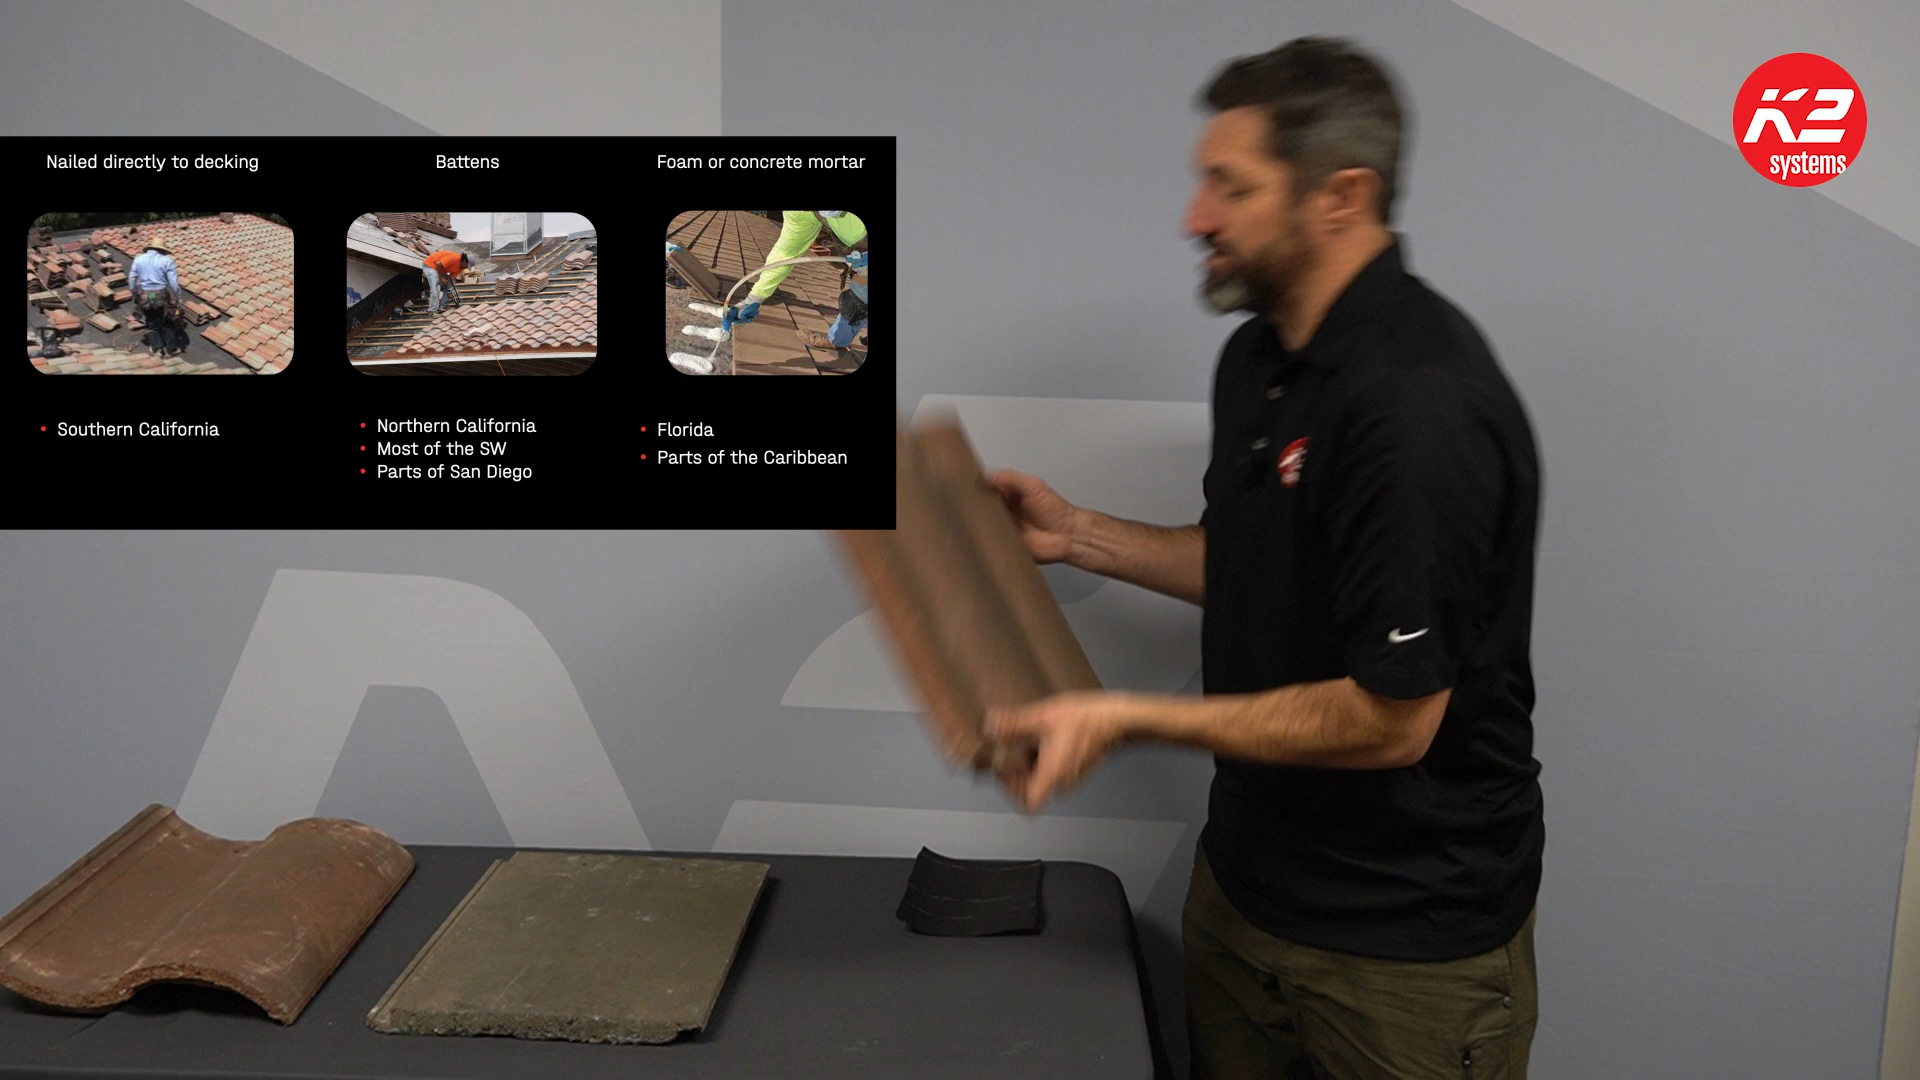 Nailed directly to decking
Battens
Foam or concrete mortar
• Southern California
• Northern California
• Most of the SW
• Parts of San Diego
• Florida
• Parts of the Caribbean
K2
systems